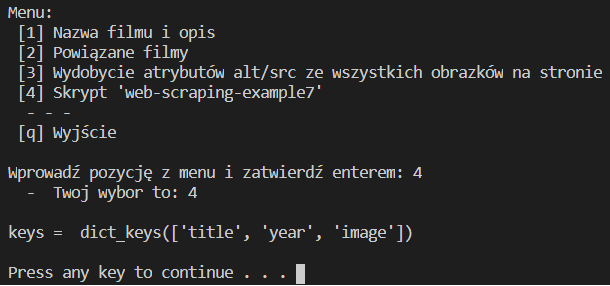 Menu:
[1] Nazwa filmu i opis
[2] Powiązane filmy
[3] Wydobycie atrybutów alt/src ze wszystkich obrazków na stronie
[4] Skrypt 'web-scraping-example7'
- - -
[q] Wyjście
Wprowadź pozycję z menu i zatwierdź enterem: 4
-  Twoj wybor to: 4
keys =  dict_keys(['title', 'year', 'image'])
Press any key to continue . . .